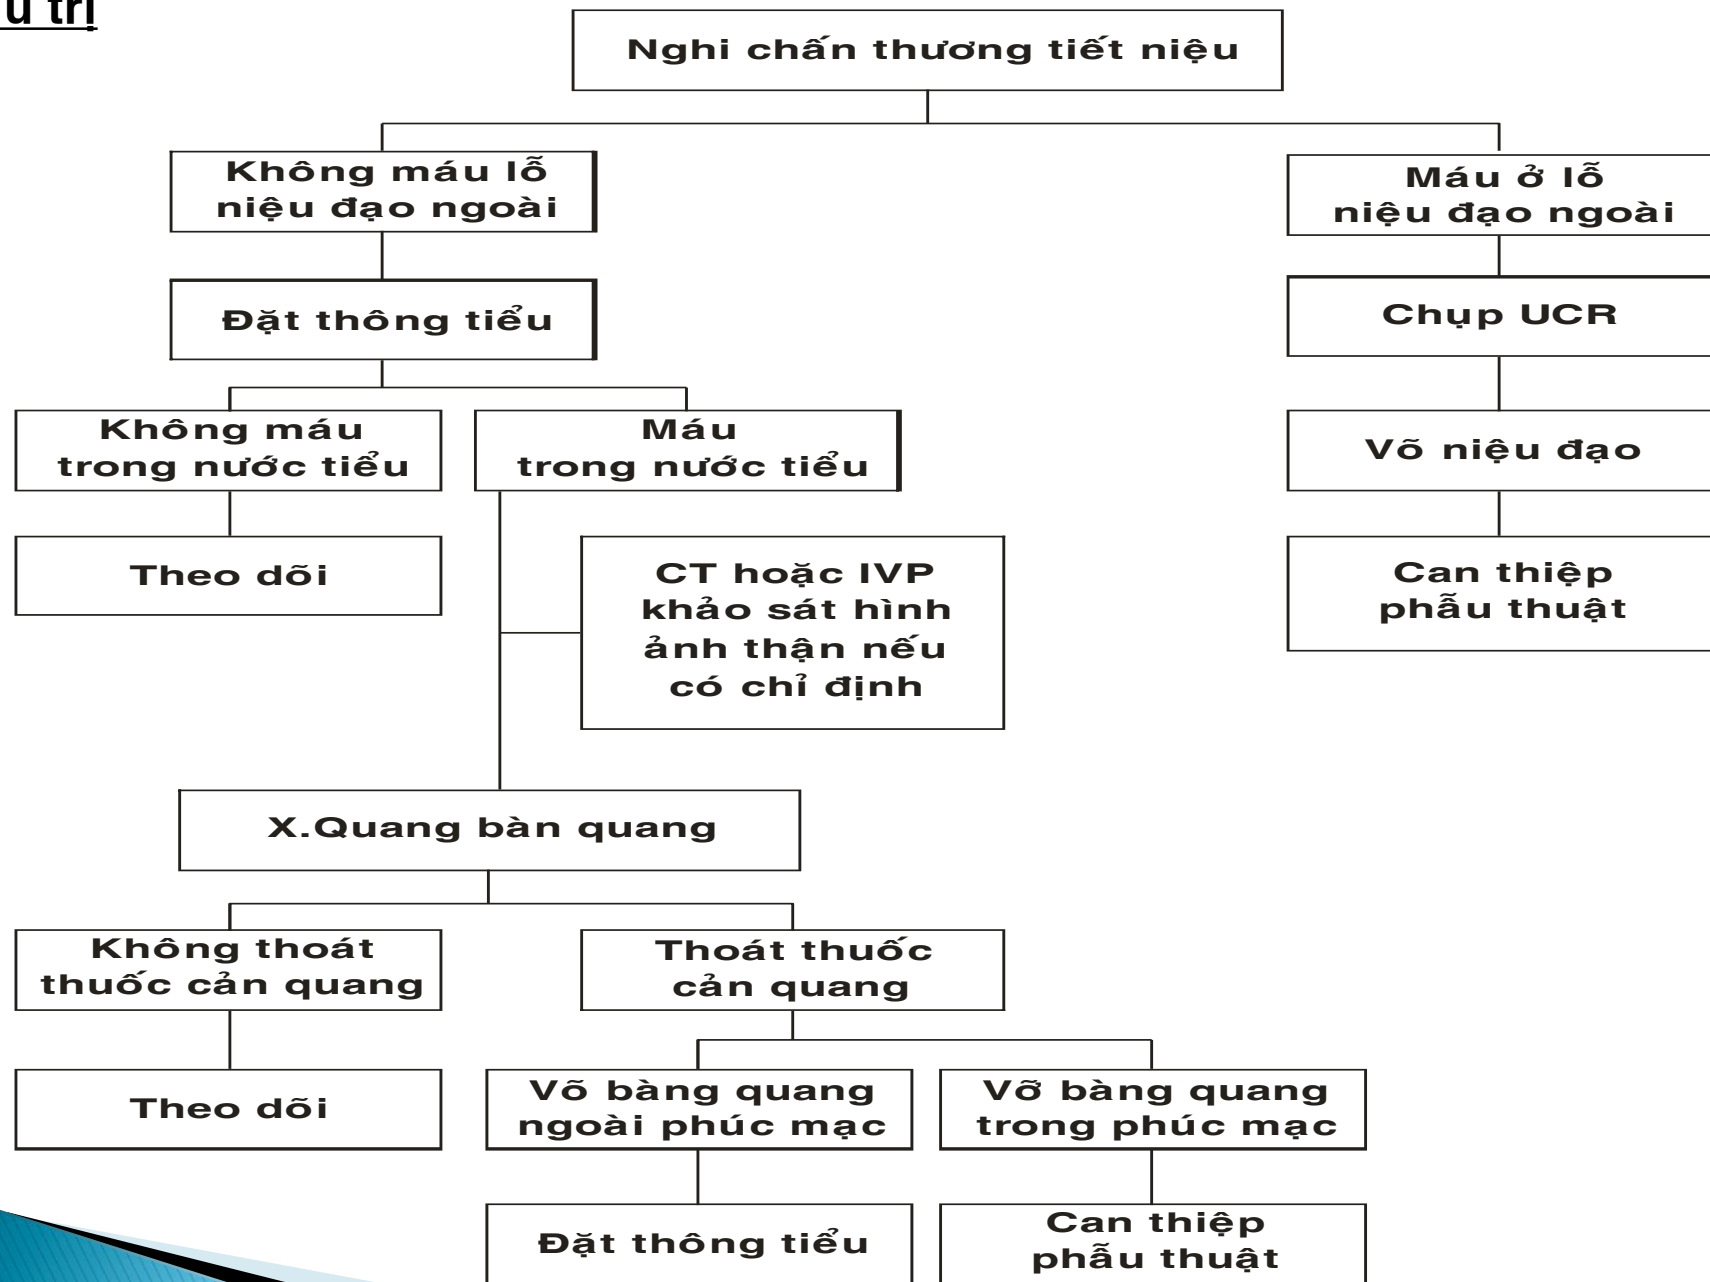 u trị
Nghi chấn thương tiết niệu
Không máu lỗ
niệu đạo ngoài
Máu ở lỗ
niệu đạo ngoài
Đặt thông tiểu
Chụp UCR
Không máu
trong nước tiểu
Máu
trong nước tiểu
Võ niệu đạo
Theo dõi
CT hoặc IVP
khảo sát hình
ảnh thận nếu
có chỉ định
Can thiệp
phẫu thuật
X.Quang bàn quang
Không thoát
thuốc cản quang
Thoát thuốc
cản quang
Theo dõi
Võ bàng quang
ngoài phúc mạc
Vỡ bàng quang
trong phúc mạc
Đặt thông tiểu
Can thiệp
phẫu thuật